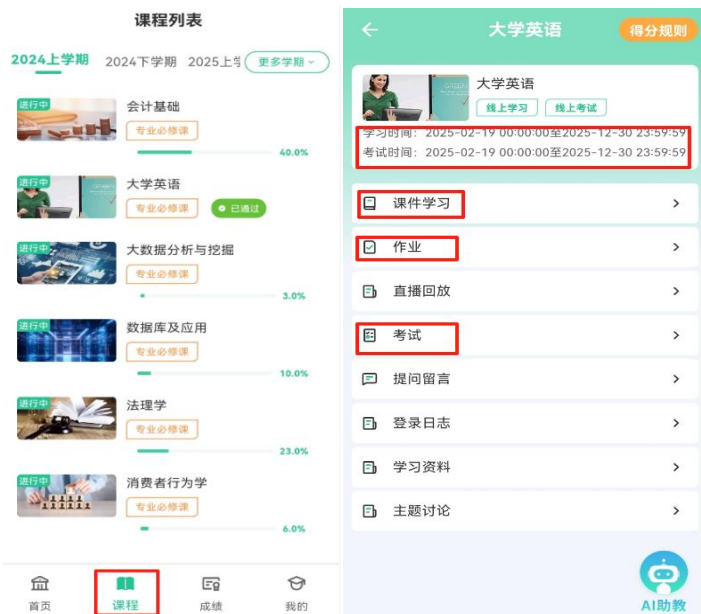 课程列表
2024上学期 2024下学期 2025上学 更多学期
进行中
会计基础
专业必修课
40.0%
进行中
大学英语
专业必修课 已通过
进行中
大数据分析与挖掘
专业必修课
3.0%
进行中
数据库及应用
专业必修课
10.0%
进行中
法理学
专业必修课
23.0%
进行中
消费者行为学
专业必修课
6.0%
首页 课程 成绩 我的
大学英语 得分规则
大学英语
线上学习 线上考试
学习时间: 2025-02-19 00:00:00至2025-12-30 23:59:59
考试时间: 2025-02-19 00:00:00至2025-12-30 23:59:59
课件学习
作业
直播回放
考试
提问留言
登录日志
学习资料
主题讨论
AI助教